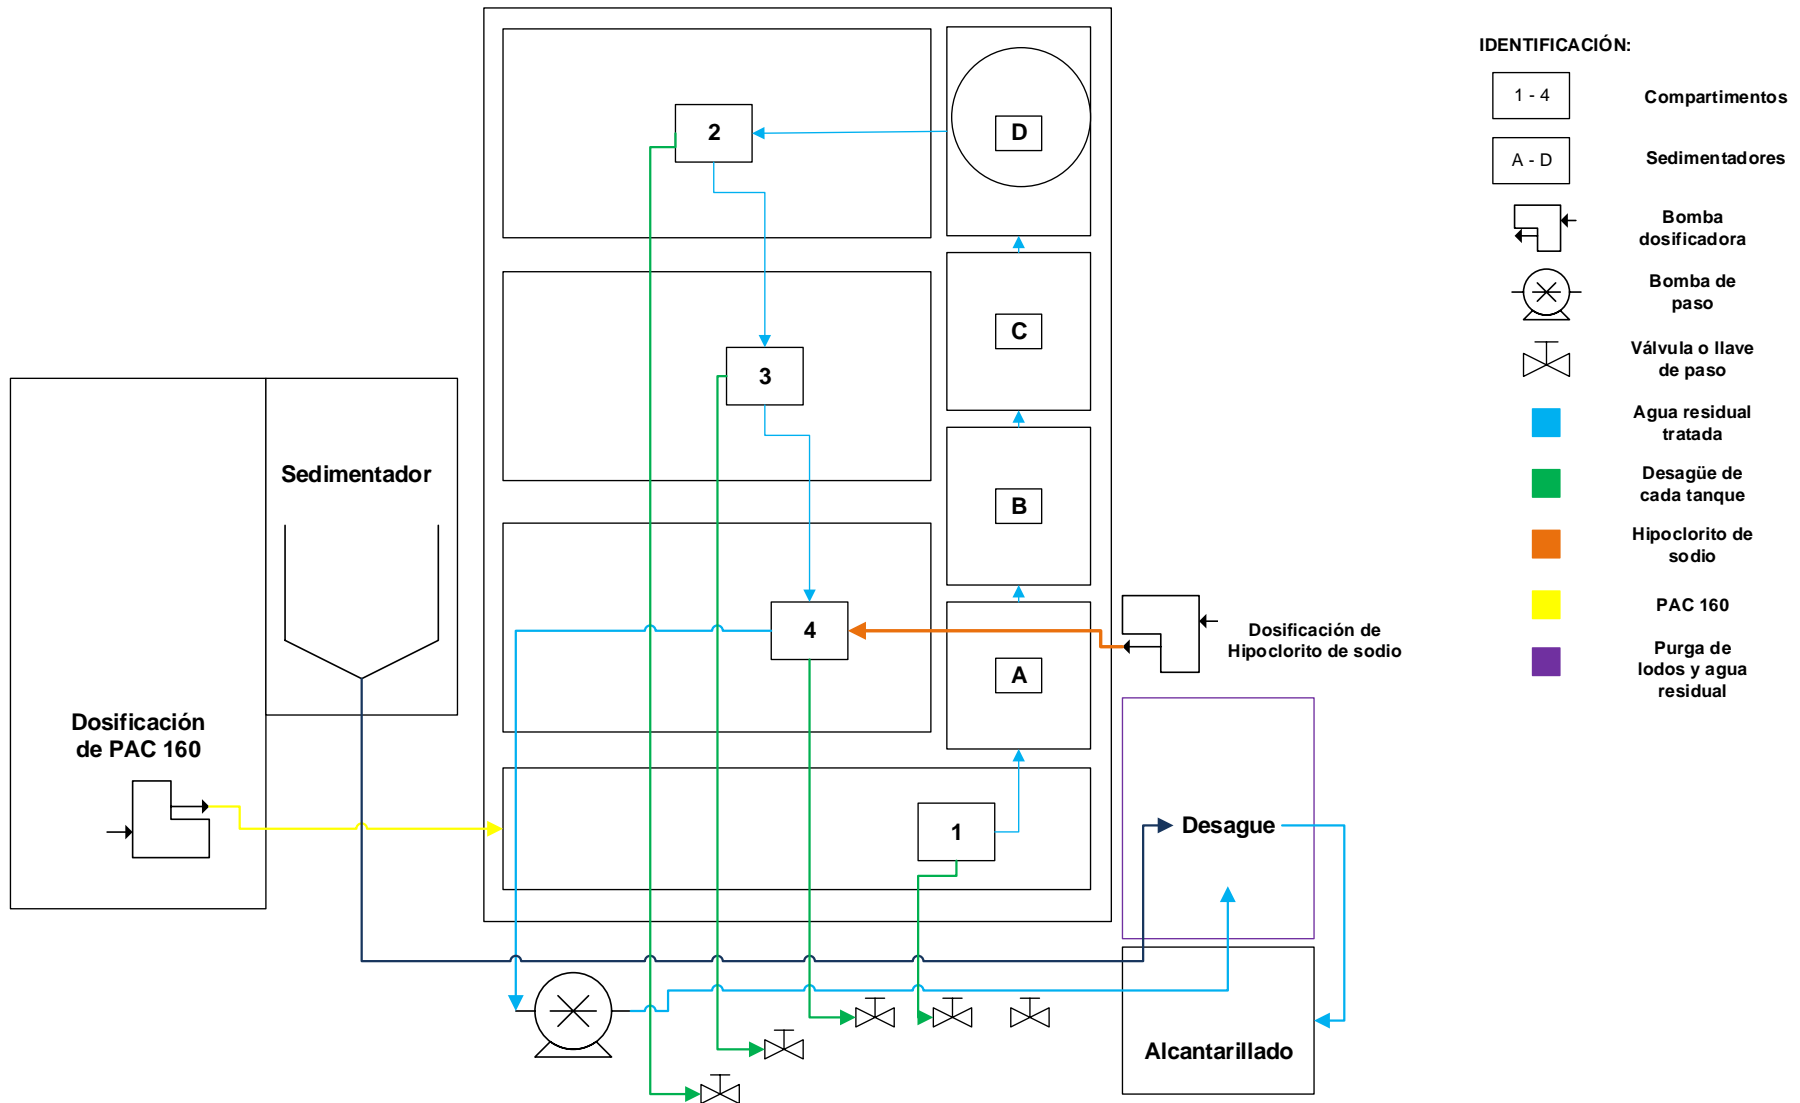 2
D
3
C
B
4
A
1
Sedimentador
Dosificación
de PAC 160
Dosificación de
Hipoclorito de sodio
Desague
Alcantarillado
IDENTIFICACIÓN:
1 - 4
Compartimentos
A - D
Sedimentadores
Bomba
dosificadora
Bomba de
paso
Válvula o llave
de paso
Agua residual
tratada
Desagüe de
cada tanque
Hipoclorito de
sodio
PAC 160
Purga de
lodos y agua
residual